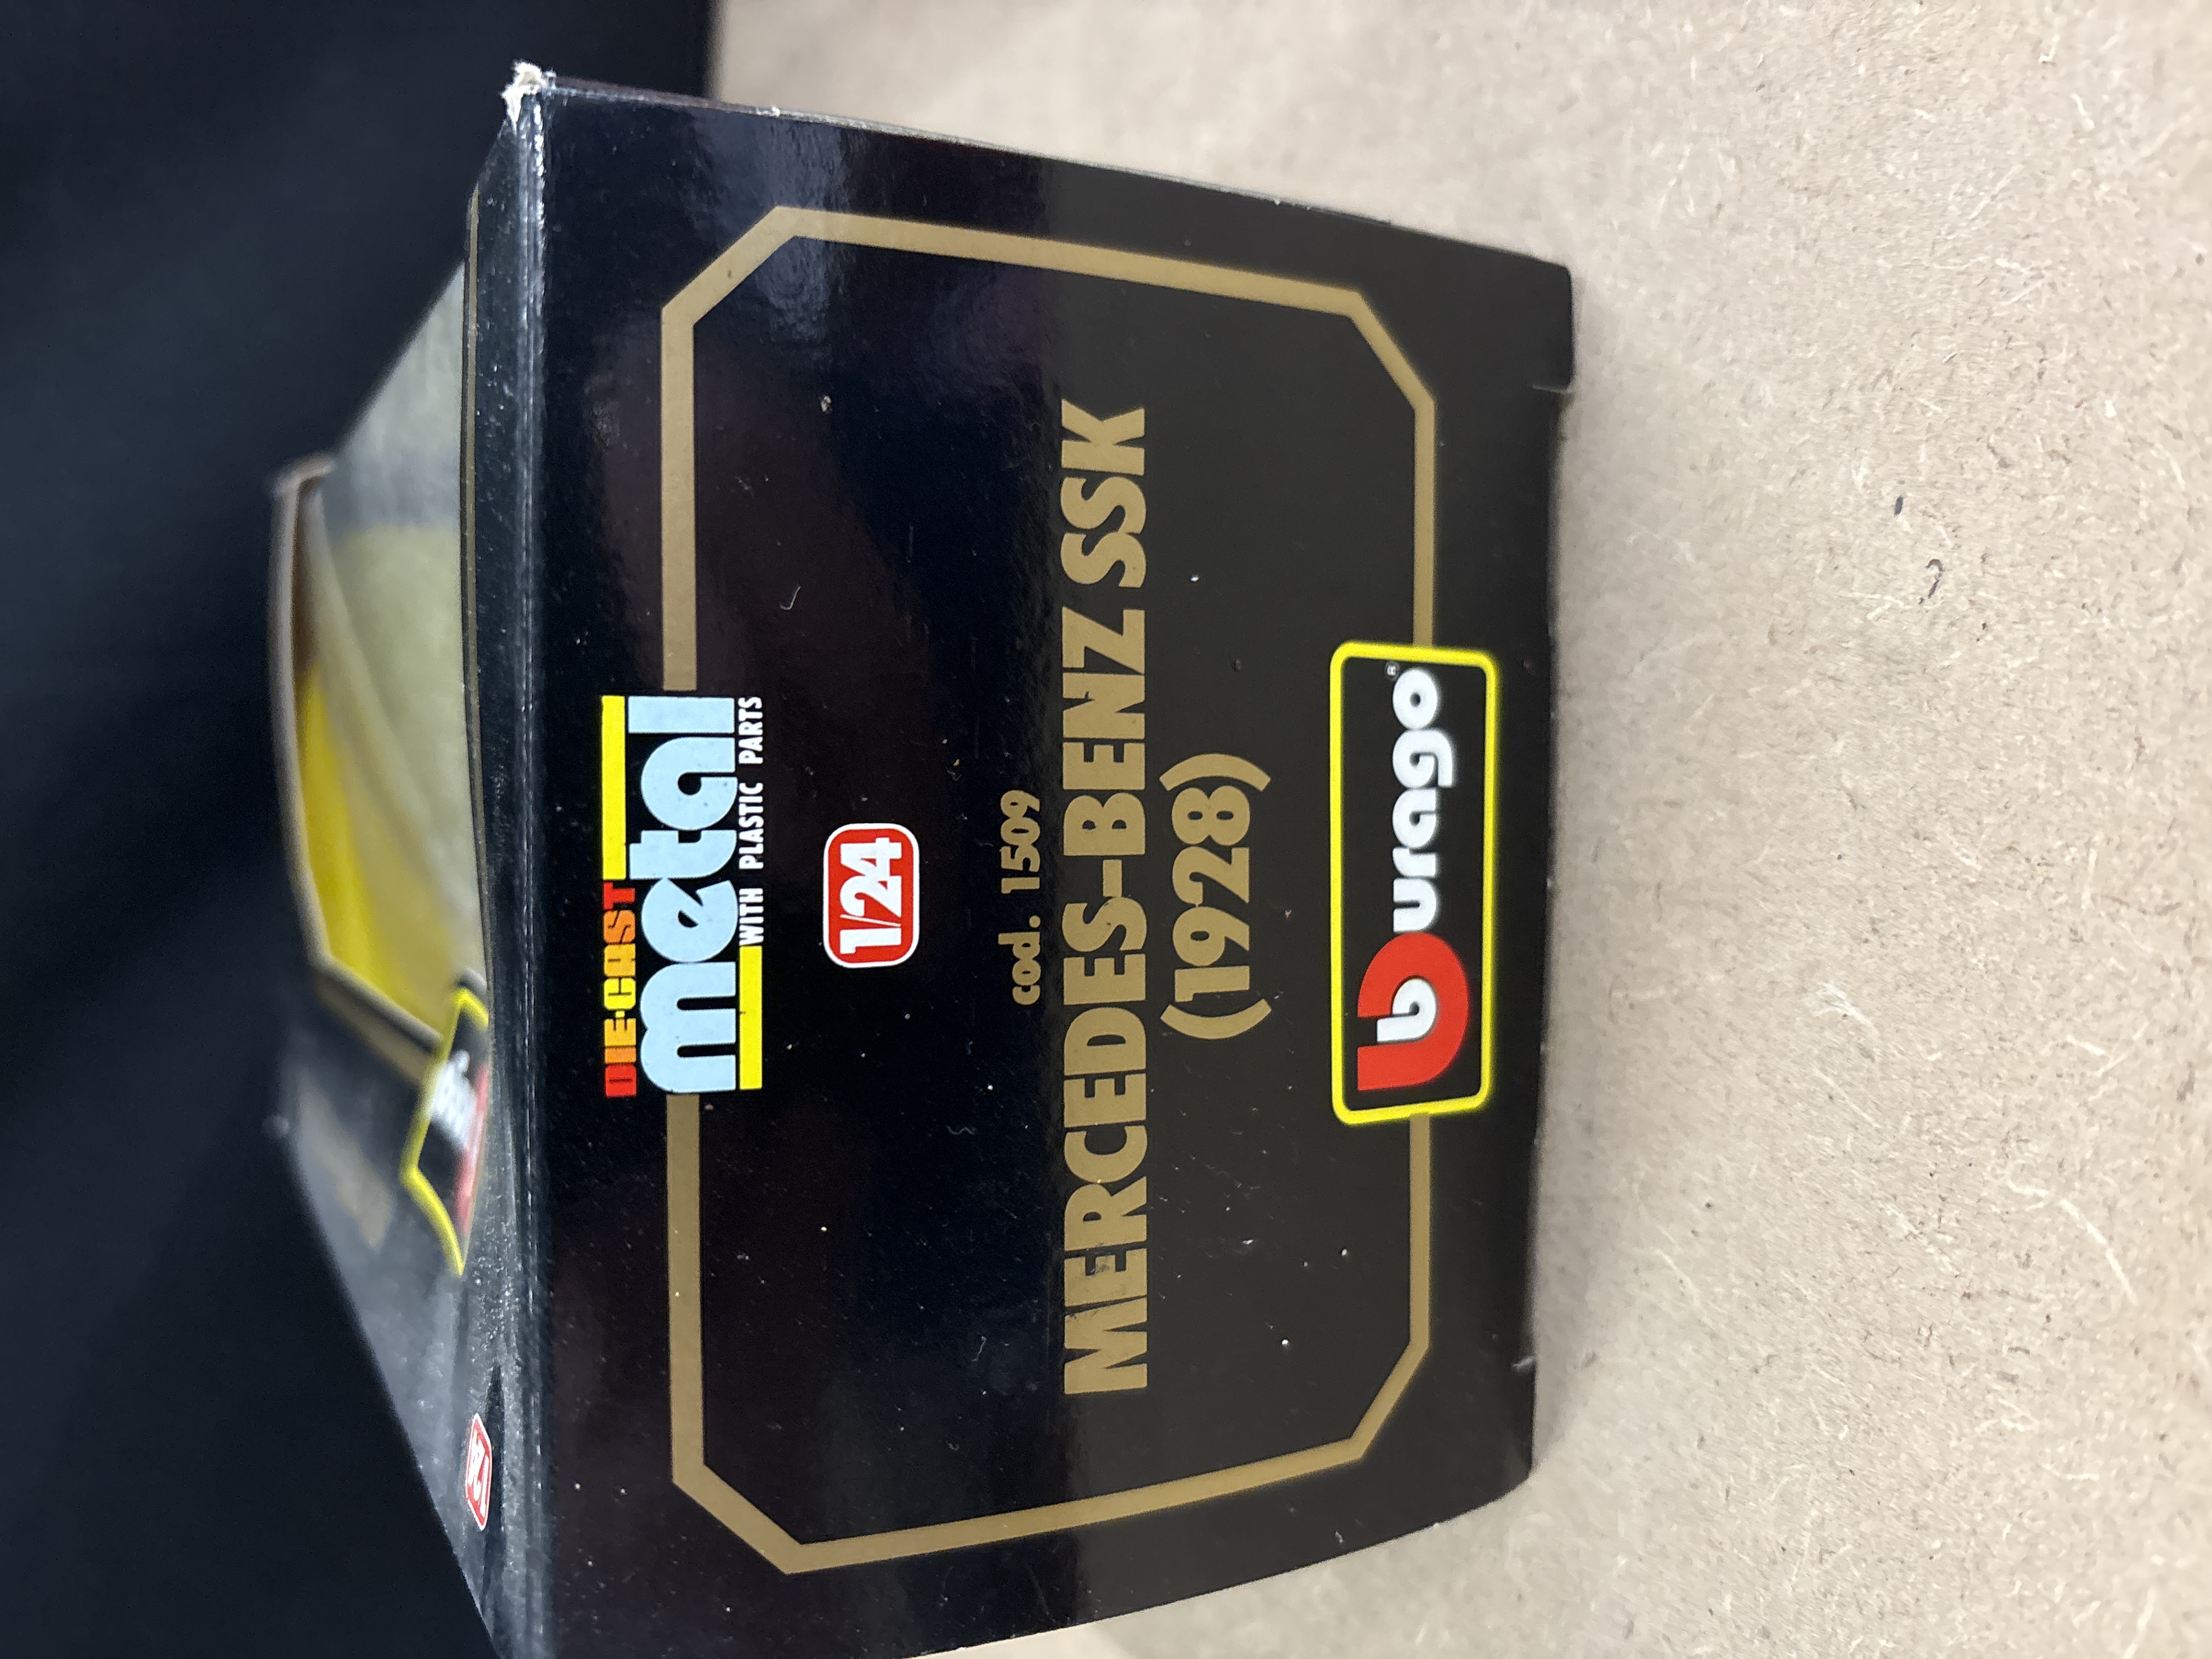 DIE-CAST
metal
WITH PLASTIC PARTS
1/24
cod. 1509
MERCEDES-BENZ SSK
(1928)
burago®